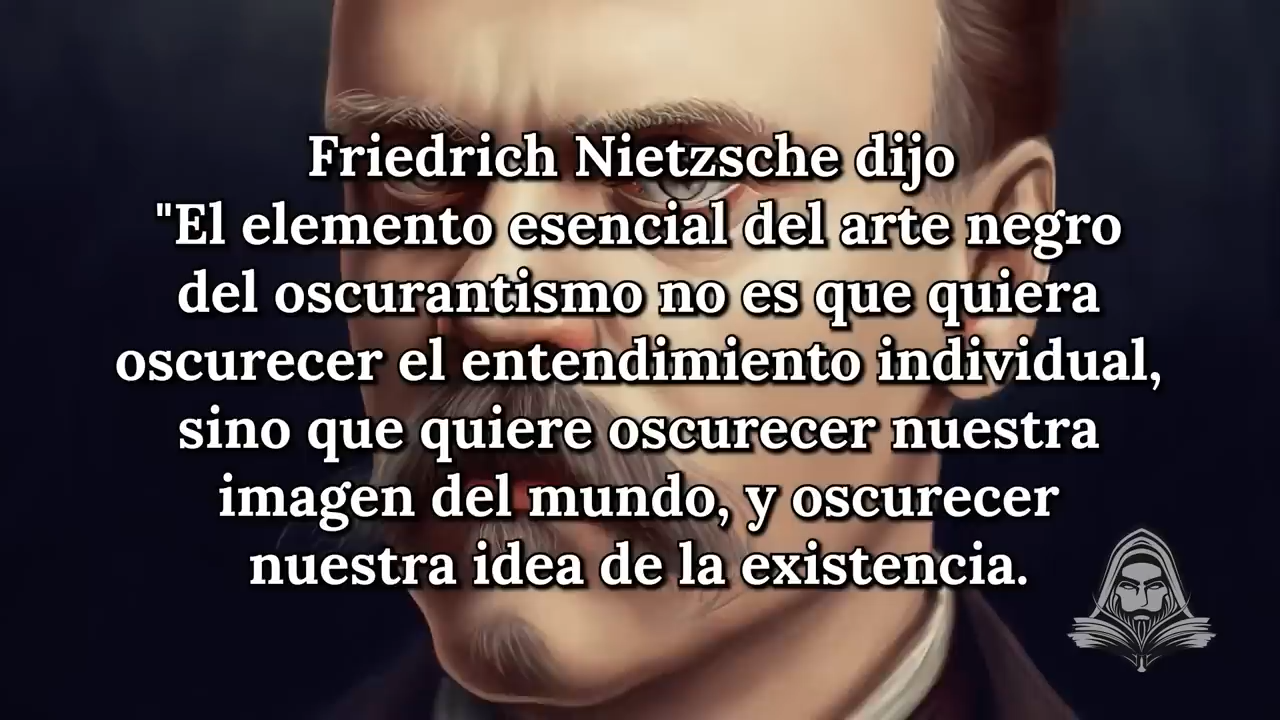 Friedrich Nietzsche dijo
"El elemento esencial del arte negro
del oscurantismo no es que quiera
oscurecer el entendimiento individual,
sino que quiere oscurecer nuestra
imagen del mundo, y oscurecer
nuestra idea de la existencia.